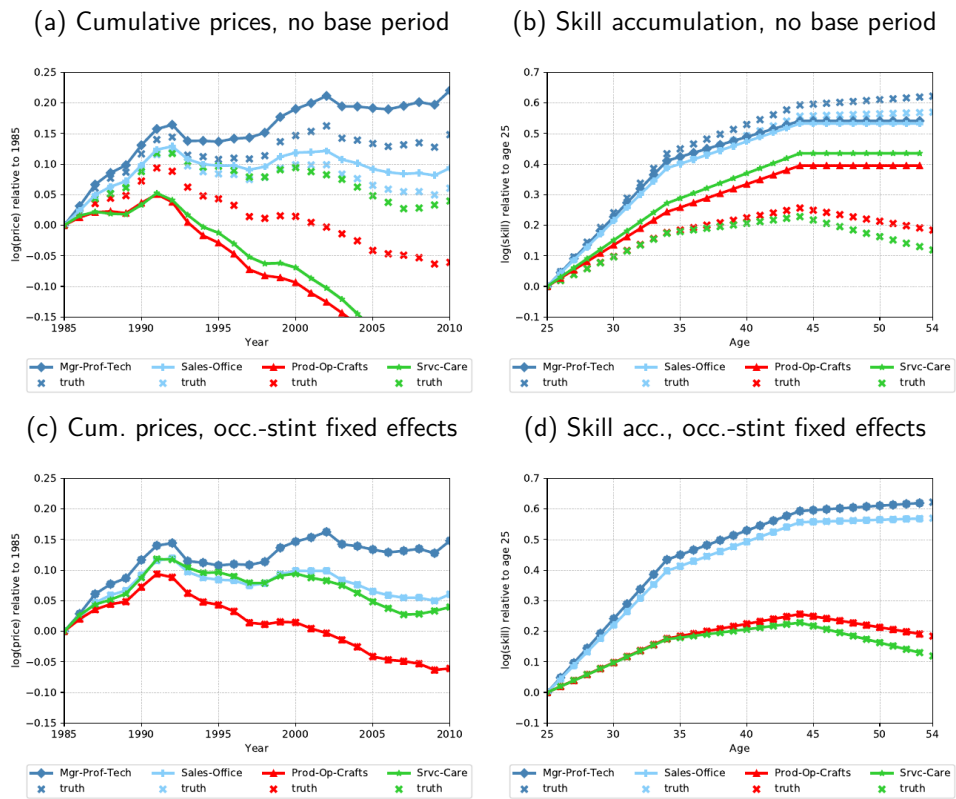 (a) Cumulative prices, no base period
(b) Skill accumulation, no base period
log(price) relative to 1985
0.25
0.20
0.15
0.10
0.05
0.00
−0.05
−0.10
−0.15
1985 1990 1995 2000 2005 2010
Year
Mgr-Prof-Tech Sales-Office Prod-Op-Crafts Srvc-Care
truth truth truth truth
log(skill) relative to age 25
0.7
0.6
0.5
0.4
0.3
0.2
0.1
0.0
−0.1
25 30 35 40 45 50 54
Age
Mgr-Prof-Tech Sales-Office Prod-Op-Crafts Srvc-Care
truth truth truth truth
(c) Cum. prices, occ.-stint fixed effects
(d) Skill acc., occ.-stint fixed effects
log(price) relative to 1985
0.25
0.20
0.15
0.10
0.05
0.00
−0.05
−0.10
−0.15
1985 1990 1995 2000 2005 2010
Year
Mgr-Prof-Tech Sales-Office Prod-Op-Crafts Srvc-Care
truth truth truth truth
log(skill) relative to age 25
0.7
0.6
0.5
0.4
0.3
0.2
0.1
0.0
−0.1
25 30 35 40 45 50 54
Age
Mgr-Prof-Tech Sales-Office Prod-Op-Crafts Srvc-Care
truth truth truth truth